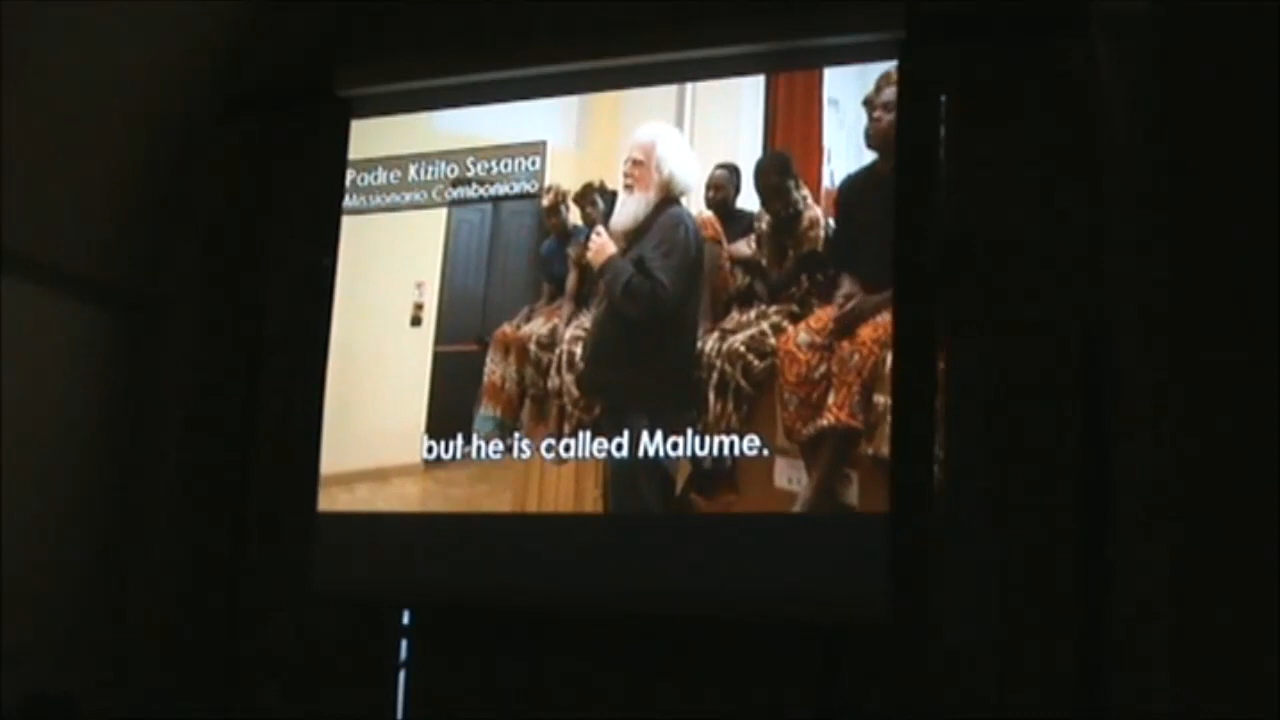 Padre Kizito Sesana
Missionario Comboniano
but he is called Malume.